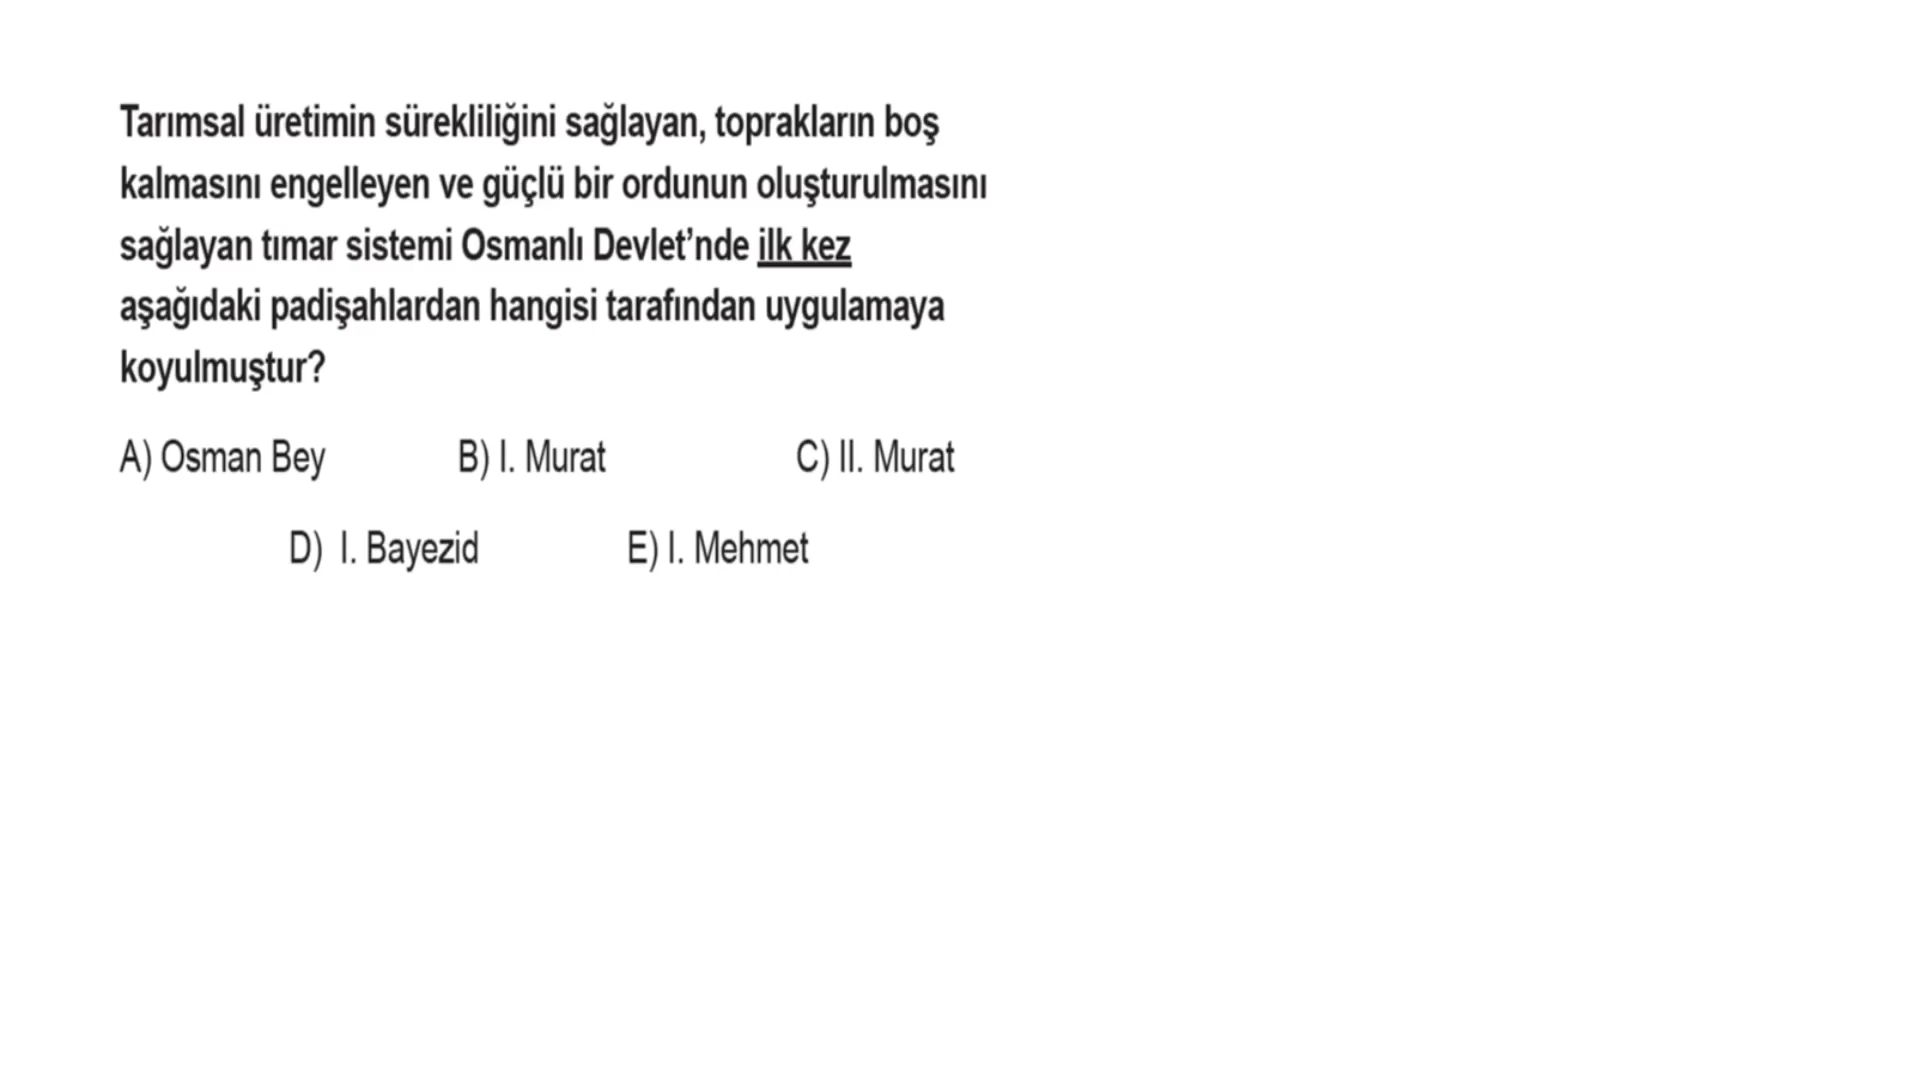 Tarımsal üretimin sürekliliğini sağlayan, toprakların boş
kalmasını engelleyen ve güçlü bir ordunun oluşturulmasını
sağlayan tımar sistemi Osmanlı Devlet’nde ilk kez
aşağıdaki padişahlardan hangisi tarafından uygulamaya
koyulmuştur?
A) Osman Bey B) I. Murat C) II. Murat
D) I. Bayezid E) I. Mehmet